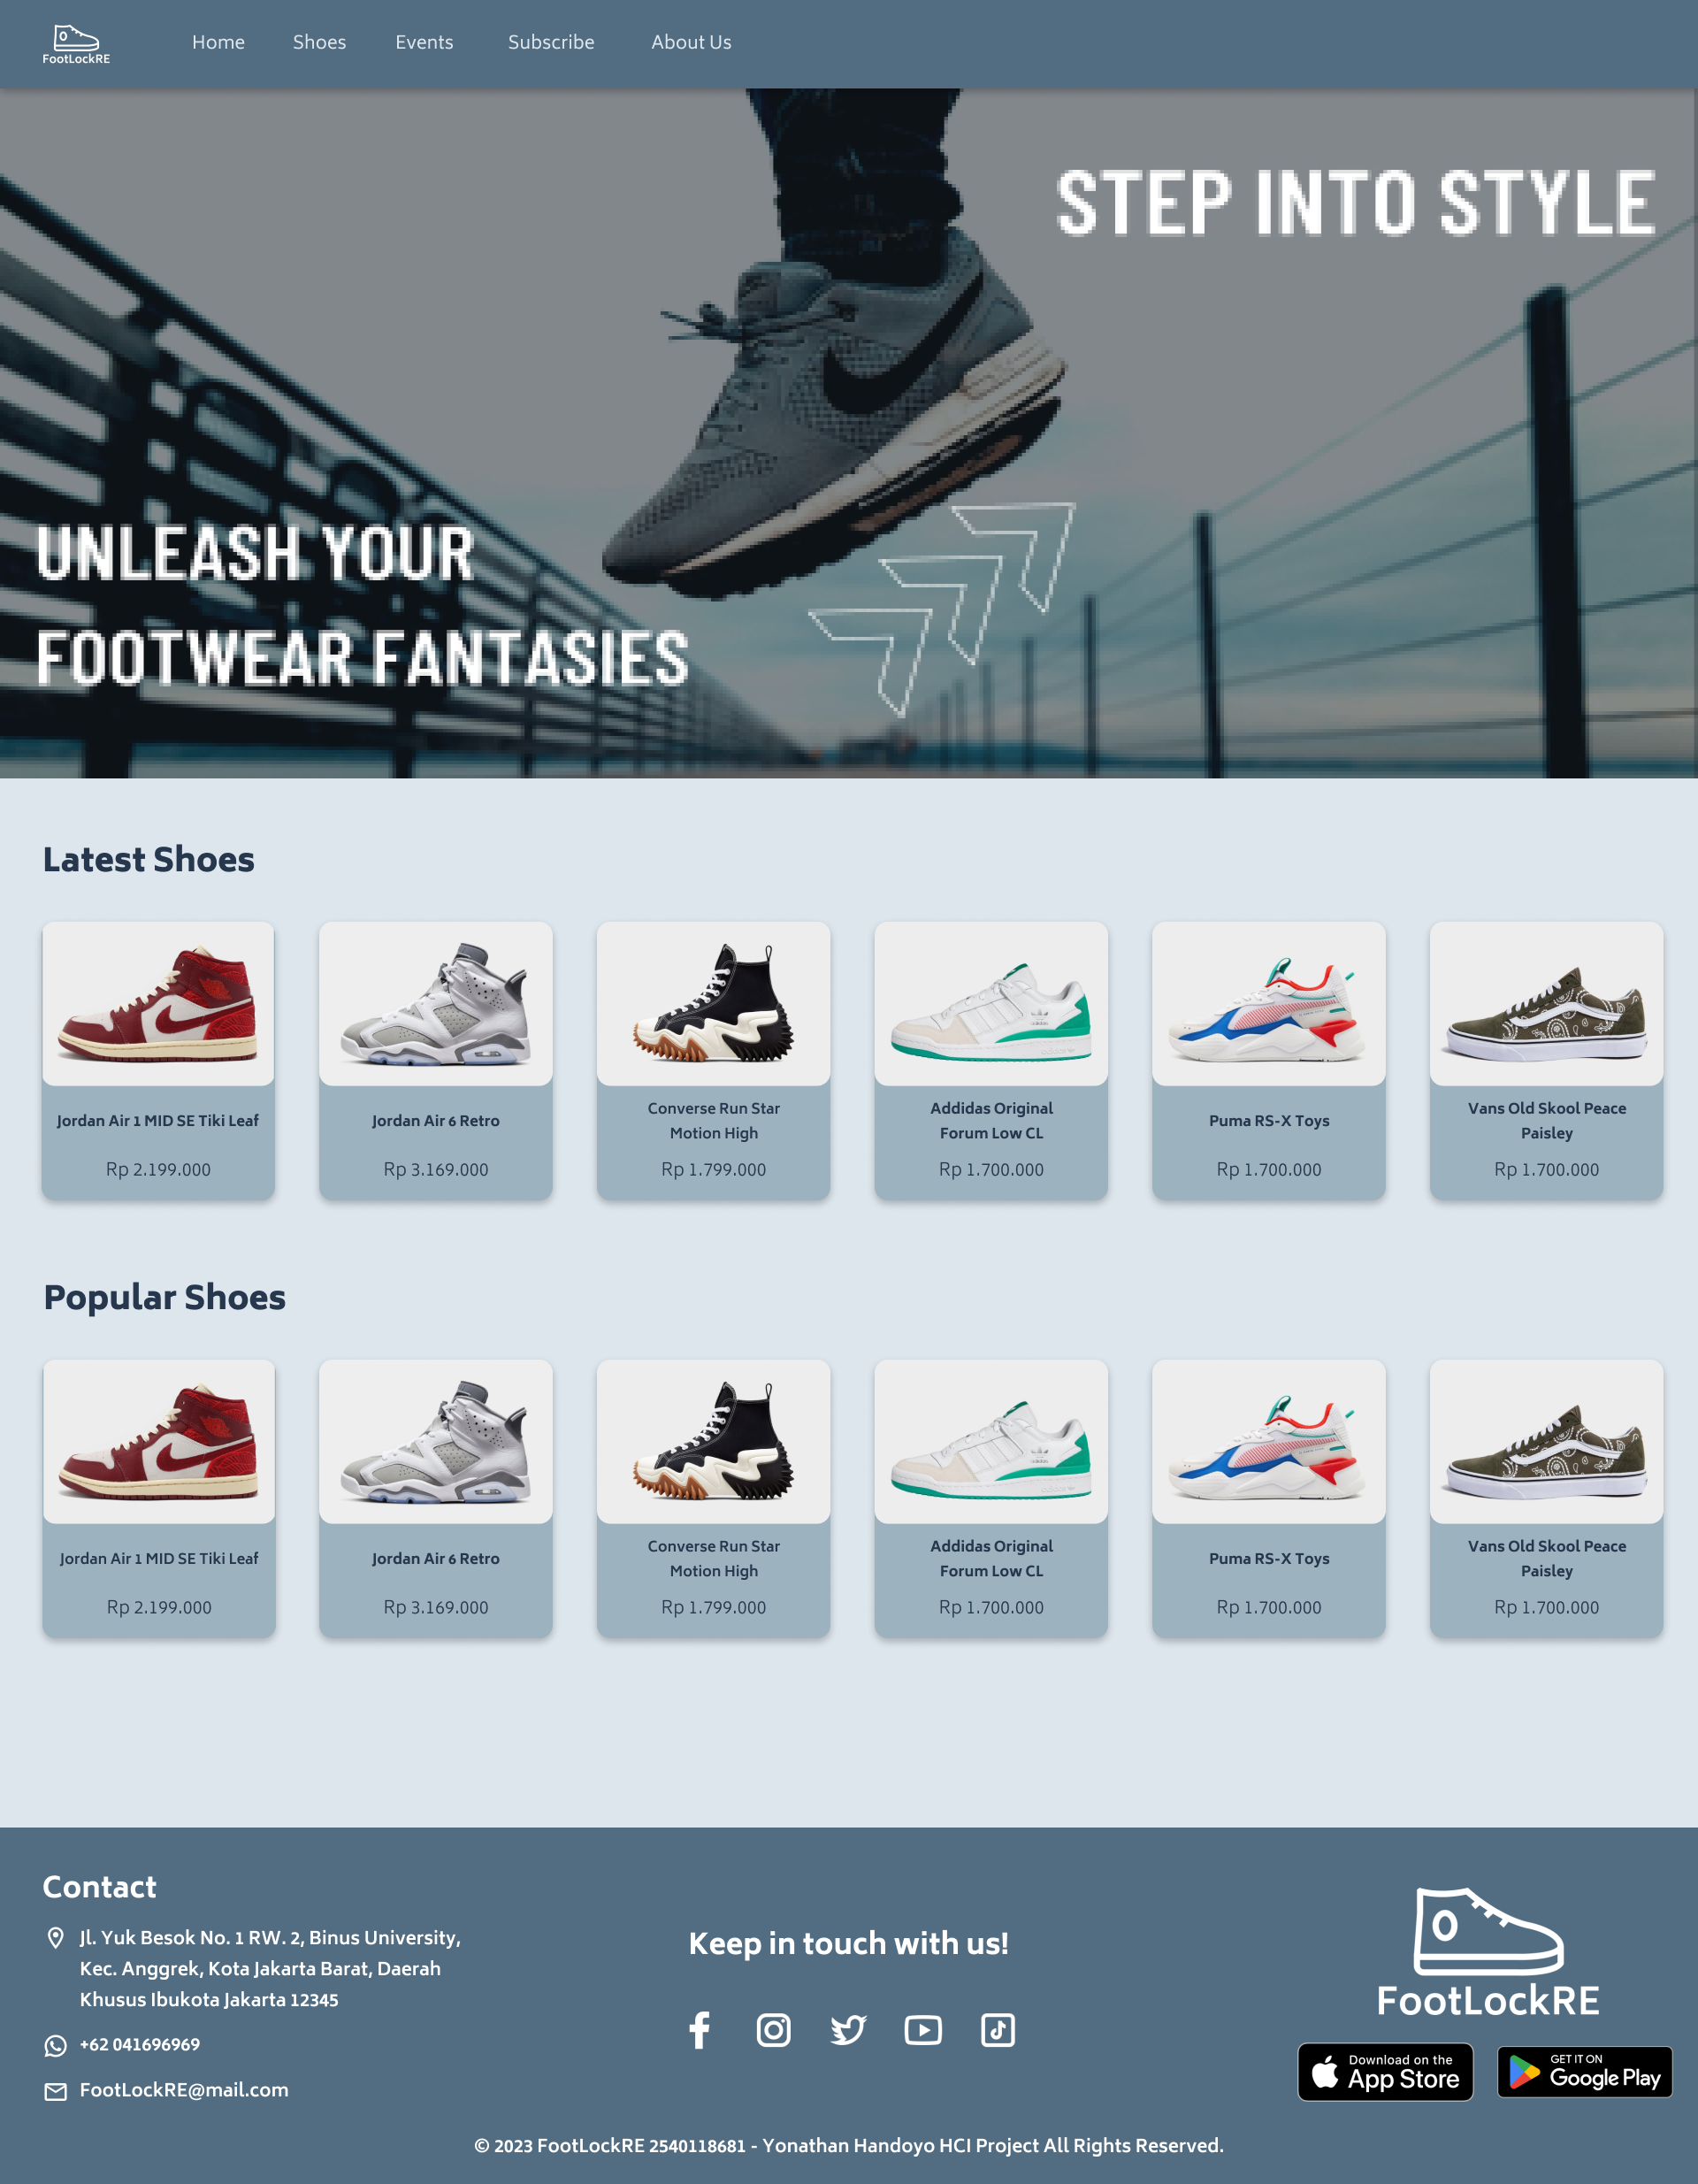 FootLockRE
Home Shoes Events Subscribe About Us
STEP INTO STYLE
UNLEASH YOUR
FOOTWEAR FANTASIES
Latest Shoes
Jordan Air 1 MID SE Tiki Leaf
Rp 2.199.000
Jordan Air 6 Retro
Rp 3.169.000
Converse Run Star
Motion High
Rp 1.799.000
Addidas Original
Forum Low CL
Rp 1.700.000
Puma RS-X Toys
Rp 1.700.000
Vans Old Skool Peace
Paisley
Rp 1.700.000
Popular Shoes
Jordan Air 1 MID SE Tiki Leaf
Rp 2.199.000
Jordan Air 6 Retro
Rp 3.169.000
Converse Run Star
Motion High
Rp 1.799.000
Addidas Original
Forum Low CL
Rp 1.700.000
Puma RS-X Toys
Rp 1.700.000
Vans Old Skool Peace
Paisley
Rp 1.700.000
Contact
Jl. Yuk Besok No. 1 RW. 2, Binus University,
Kec. Anggrek, Kota Jakarta Barat, Daerah
Khusus Ibukota Jakarta 12345
+62 041696969
FootLockRE@mail.com
Keep in touch with us!
FootLockRE
Download on the
App Store
GET IT ON
Google Play
© 2023 FootLockRE 2540118681 - Yonathan Handoyo HCI Project All Rights Reserved.